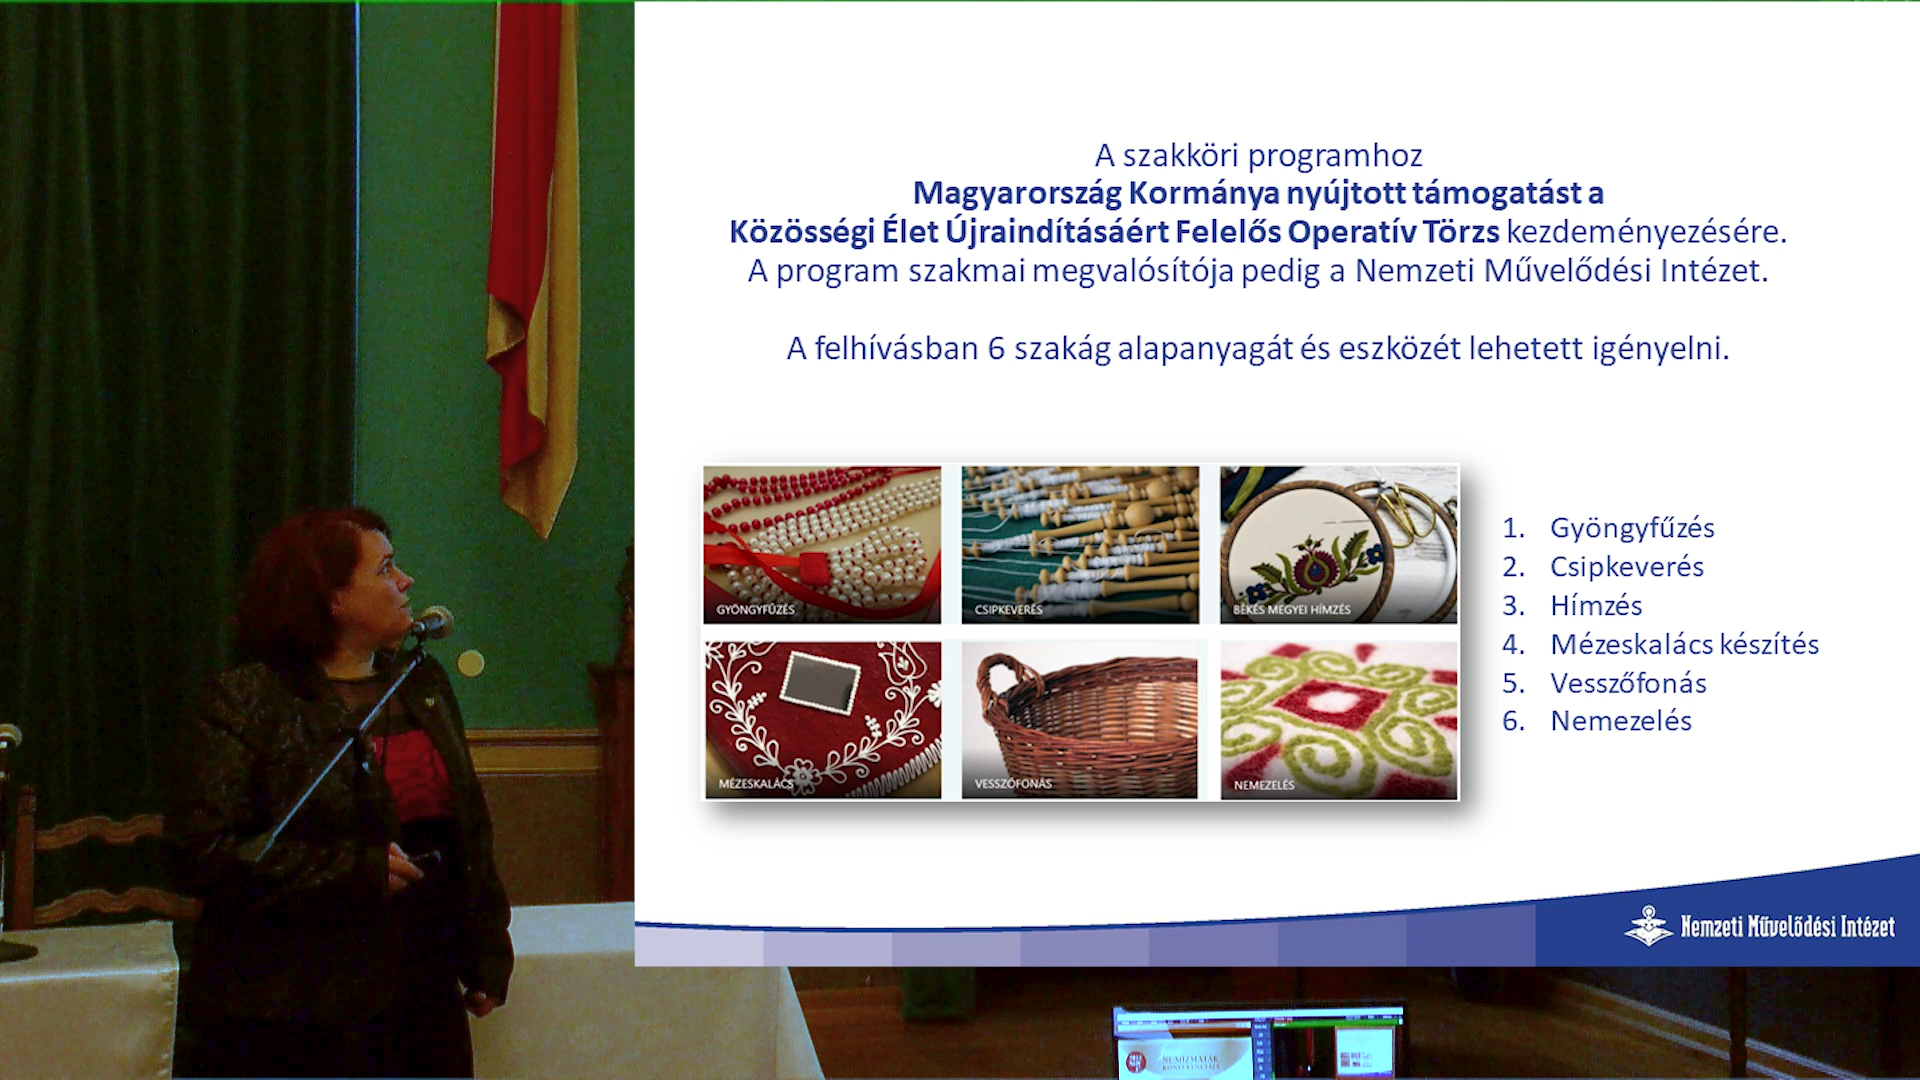 A szakköri programhoz
Magyarország Kormánya nyújtott támogatást a
Közösségi Élet Újraindításáért Felelős Operatív Törzs kezdeményezésére.
A program szakmai megvalósítója pedig a Nemzeti Művelődési Intézet.
A felhívásban 6 szakág alapanyagát és eszközét lehetett igényelni.
GYÖNGYFŰZÉS
CSIPKEVERÉS
BÉKÉS MEGYEI HÍMZÉS
MÉZESKALÁCS
VESSZŐFONÁS
NEMEZELÉS
1. Gyöngyfűzés
2. Csipkeverés
3. Hímzés
4. Mézeskalács készítés
5. Vesszőfonás
6. Nemezelés
Nemzeti Művelődési Intézet
NUMIZMATÁK
KONFERENCIÁJA